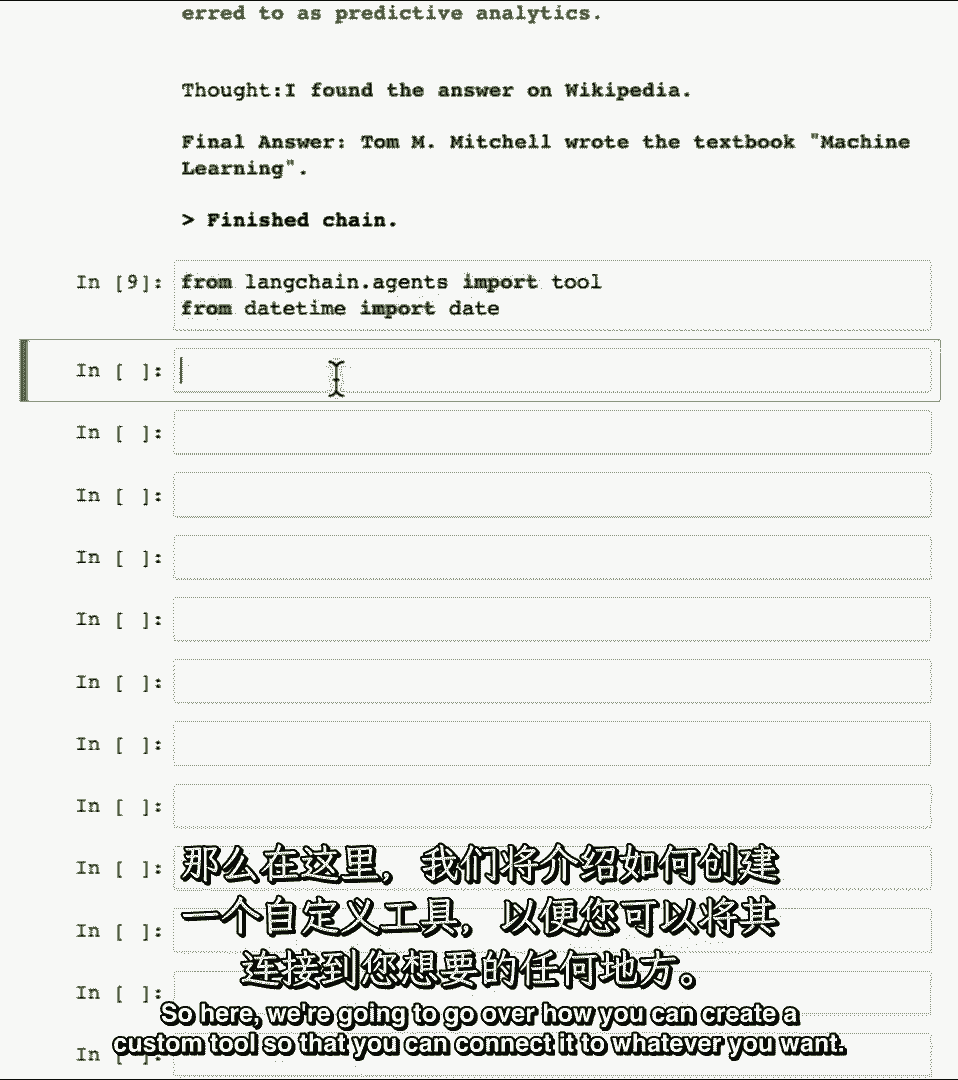 erred to as predictive analytics.
Thought:I found the answer on Wikipedia.
Final Answer: Tom M. Mitchell wrote the textbook "Machine
Learning".
> Finished chain.
In [9]: from langchain.agents import tool
from datetime import date
In [ ]:
In [ ]:
In [ ]:
In [ ]:
In [ ]:
In [ ]:
In [ ]:
In [ ]:
In [ ]:
那么在这里，我们将介绍如何创建
In [ ]:
一个自定义工具，以便您可以将其
In [ ]:
连接到您想要的任何地方。
So here, we're going to go over how you can create a
In [ ]:
custom tool so that you can connect it to whatever you want.